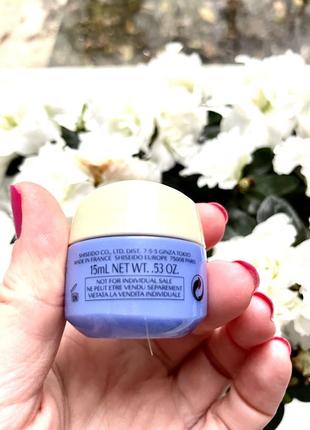 SHISEIDO CO., LTD. DIST. 7-5-5 GINZA TOKYO
MADE IN FRANCE SHISEIDO EUROPE 75008 PARIS
15mL NET WT. .53 OZ.
NOT FOR INDIVIDUAL SALE
NE PEUT ETRE VENDU SEPAREMENT
VIETATA LA VENDITA INDIVIDUALE